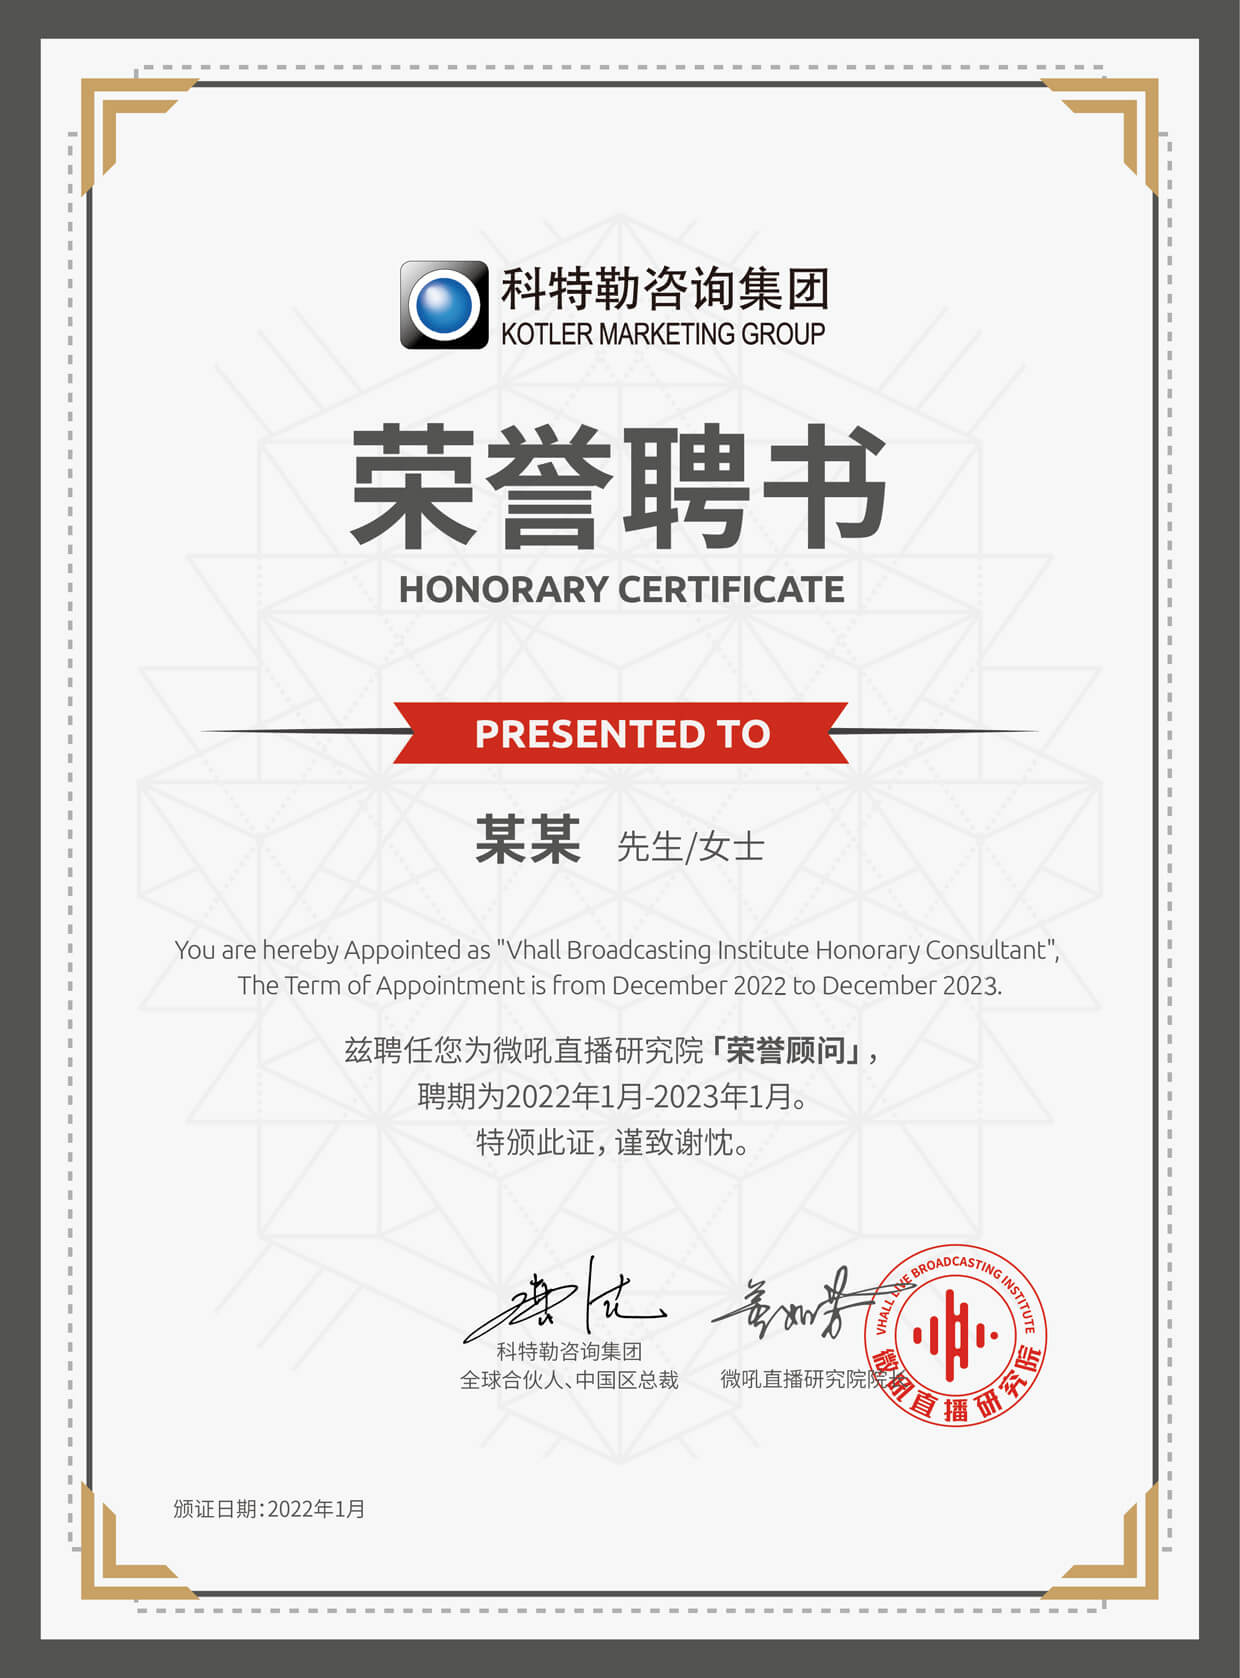 科特勒咨询集团
KOTLER MARKETING GROUP
荣誉聘书
HONORARY CERTIFICATE
PRESENTED TO
某某 先生/女士
You are hereby Appointed as "Vhall Broadcasting Institute Honorary Consultant",
The Term of Appointment is from December 2022 to December 2023.
兹聘任您为微吼直播研究院「荣誉顾问」，
聘期为2022年1月-2023年1月。
特颁此证，谨致谢忱。
科特勒咨询集团
全球合伙人、中国区总裁
微吼直播研究院院长
VHALL LIVE BROADCASTING INSTITUTE
微吼直播研究院
颁证日期：2022年1月